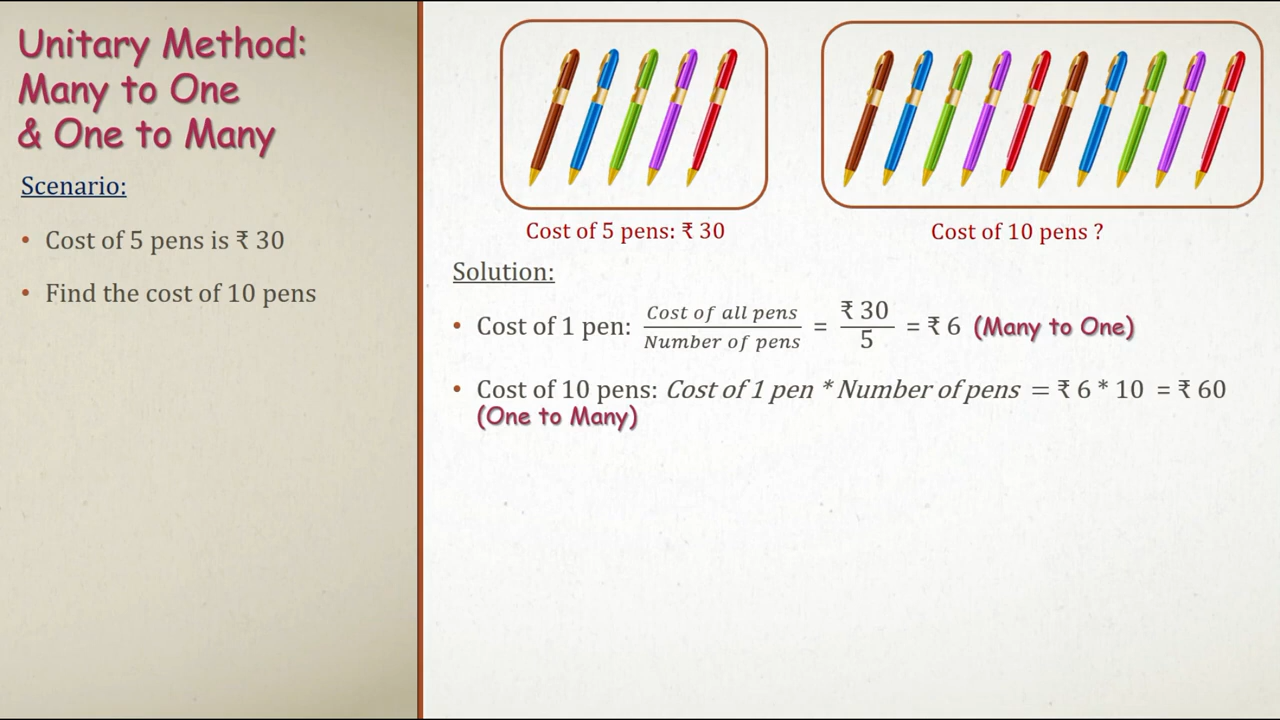 Unitary Method:
Many to One
& One to Many
Scenario:
• Cost of 5 pens is ₹ 30
• Find the cost of 10 pens
Cost of 5 pens: ₹ 30
Cost of 10 pens ?
Solution:
• Cost of 1 pen: Cost of all pens / Number of pens = ₹ 30 / 5 = ₹ 6 (Many to One)
• Cost of 10 pens: Cost of 1 pen * Number of pens = ₹ 6 * 10 = ₹ 60
(One to Many)